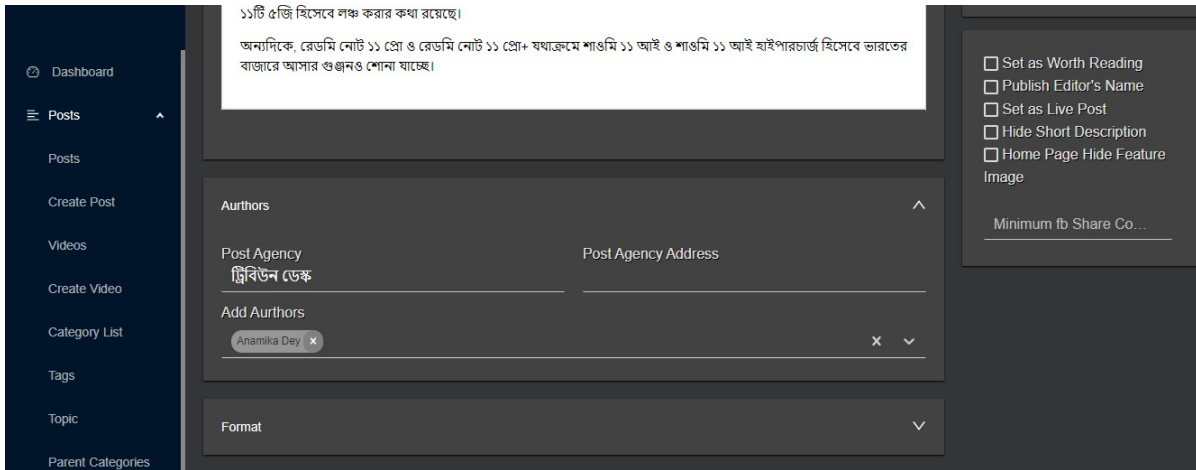 ১১টি ৫জি হিসেবে লঞ্চ করার কথা রয়েছে।
অন্যদিকে, রেডমি নোট ১১ প্রো ও রেডমি নোট ১১ প্রো+ যথাক্রমে শাওমি ১১ আই ও শাওমি ১১ আই হাইপারচার্জ হিসেবে ভারতের
বাজারে আসার গুঞ্জনও শোনা যাচ্ছে।
Dashboard
Posts
Posts
Create Post
Videos
Create Video
Category List
Tags
Topic
Parent Categories
Aurthors
Post Agency
ট্রিবিউন ডেস্ক
Post Agency Address
Add Aurthors
Anamika Dey x
Format
Set as Worth Reading
Publish Editor's Name
Set as Live Post
Hide Short Description
Home Page Hide Feature
Image
Minimum fb Share Co...